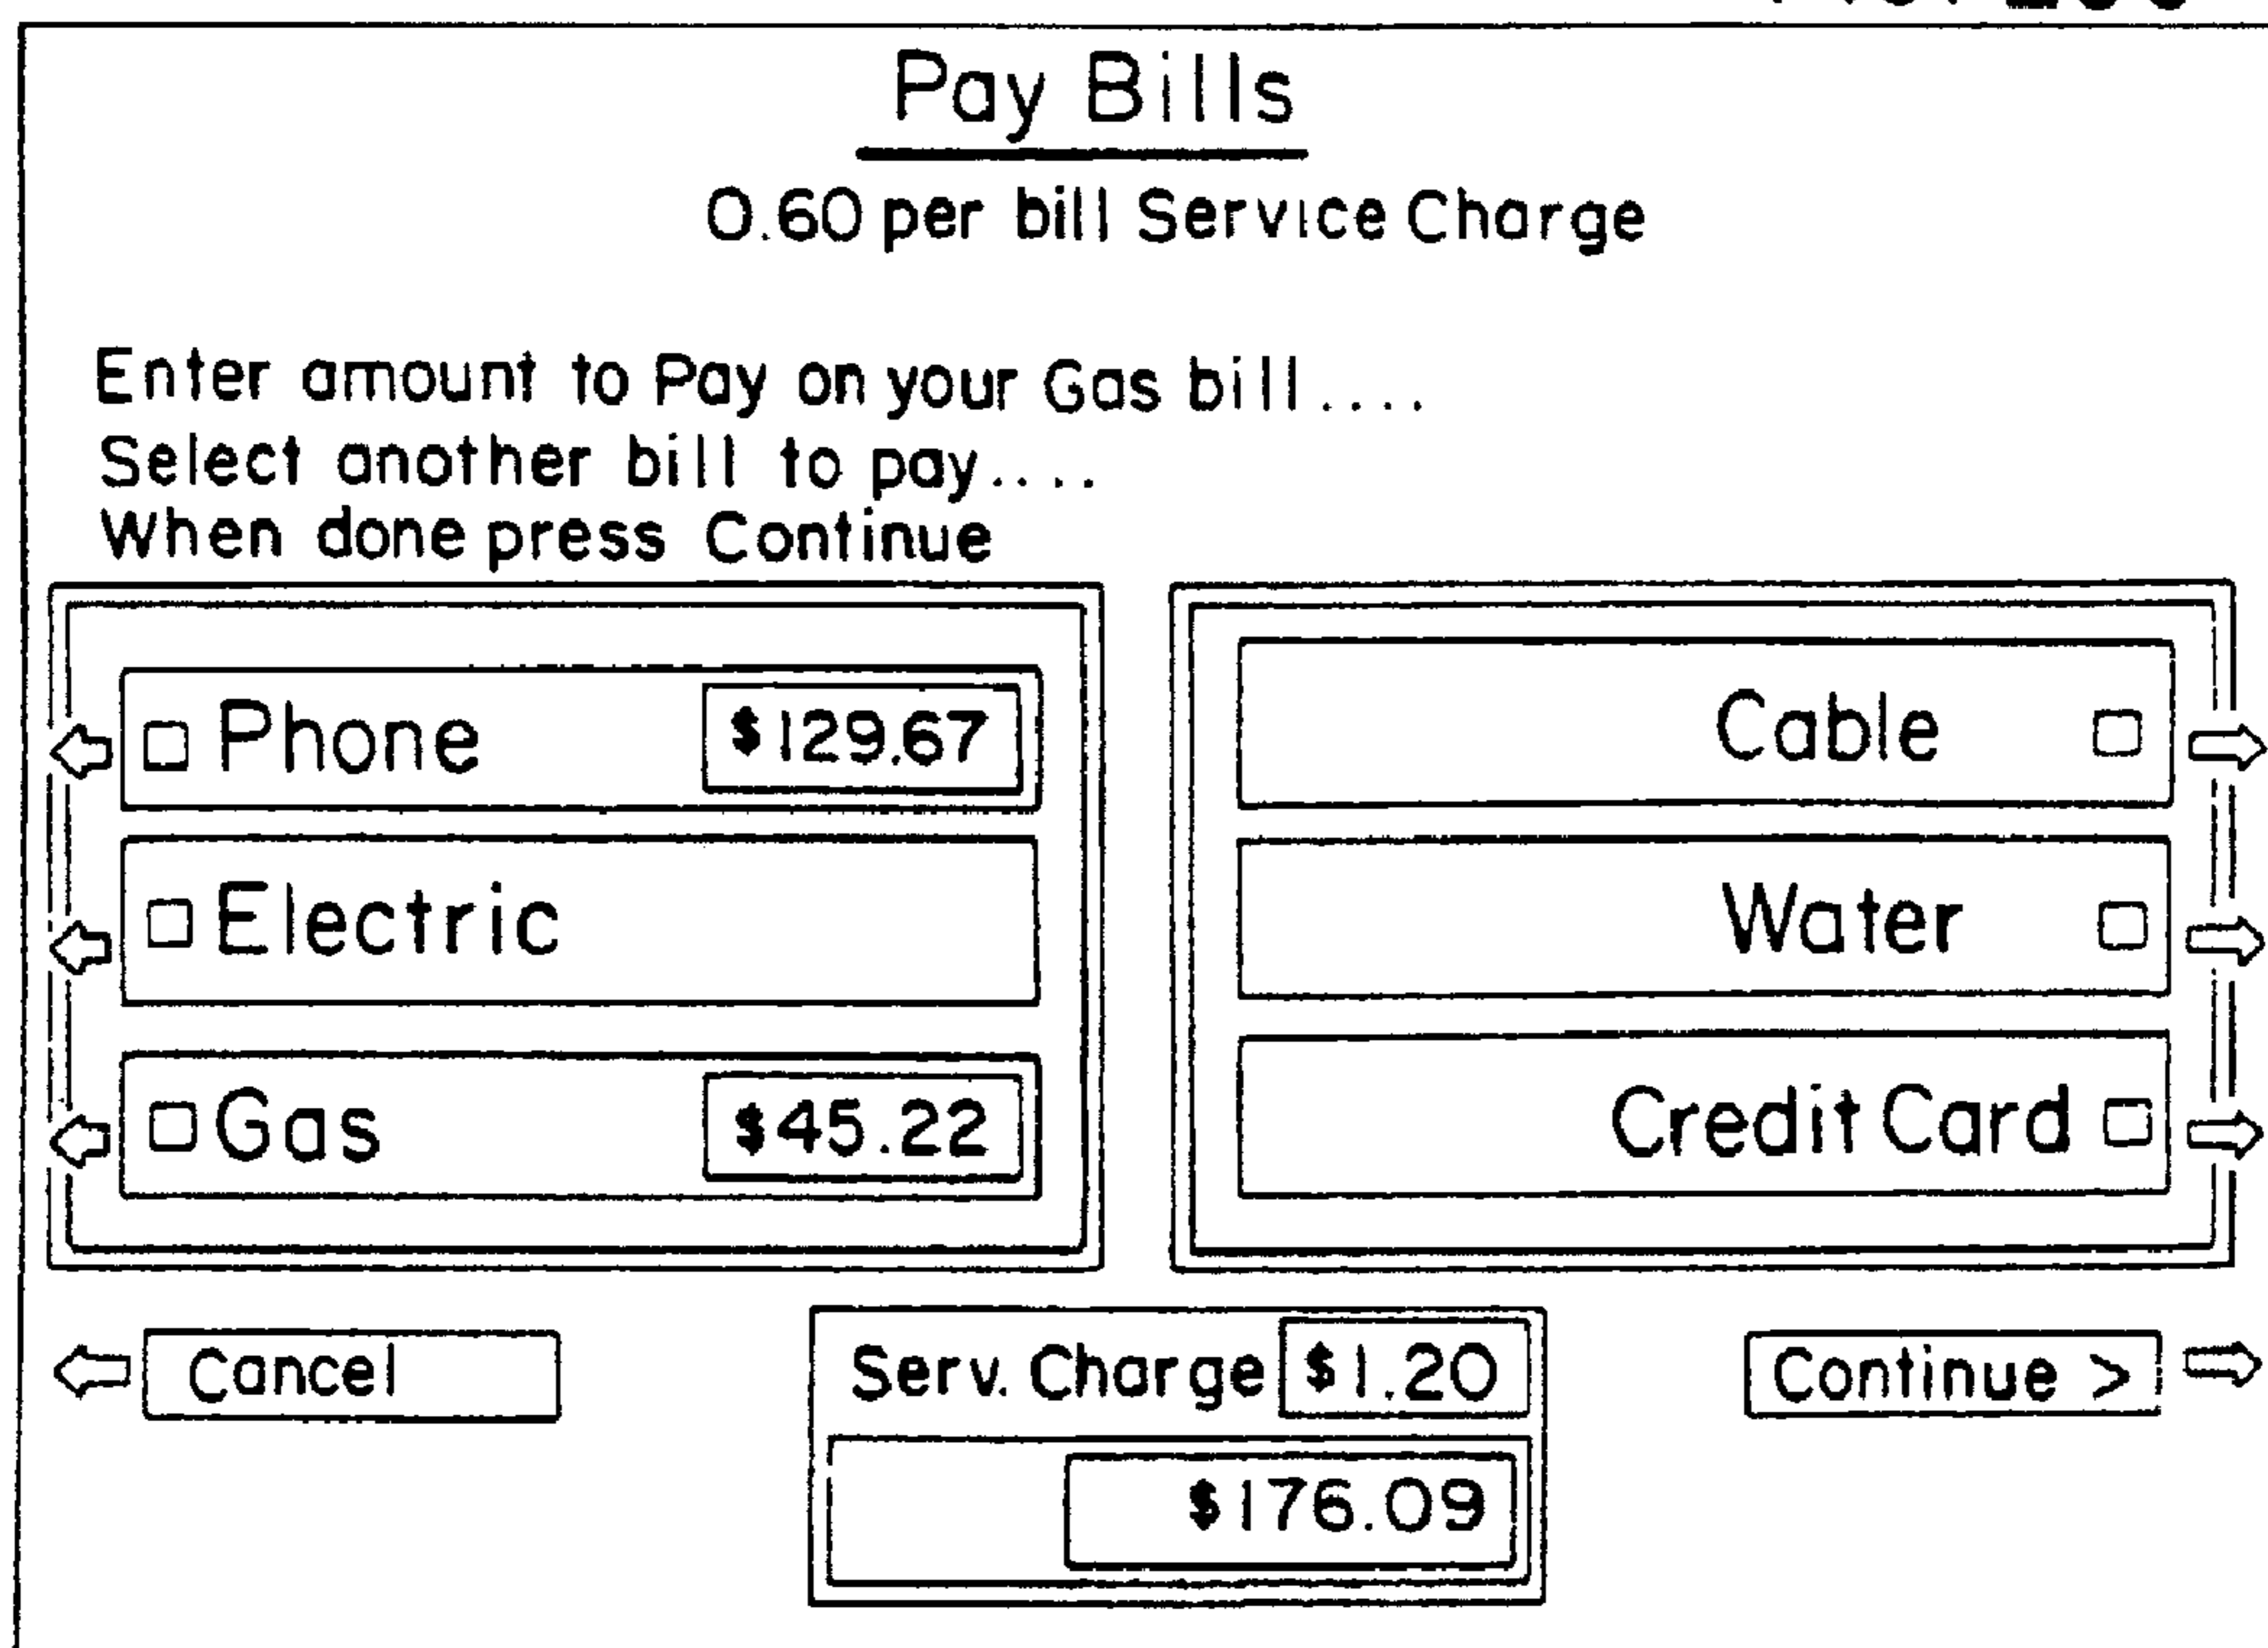 Pay Bills
0.60 per bill Service Charge
Enter amount to Pay on your Gas bill....
Select another bill to pay....
When done press Continue
Phone $129.67
Electric
Gas $45.22
Cable
Water
Credit Card
Cancel
Serv. Charge $1.20
$176.09
Continue >